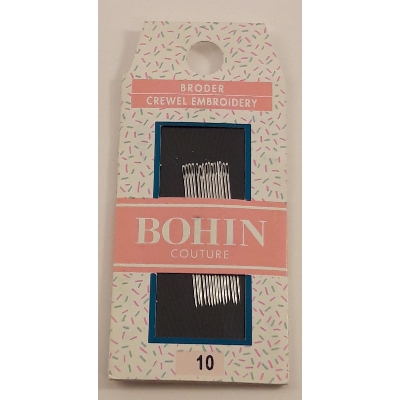 BRODER
CREWEL EMBROIDERY
BOHIN
COUTURE
10